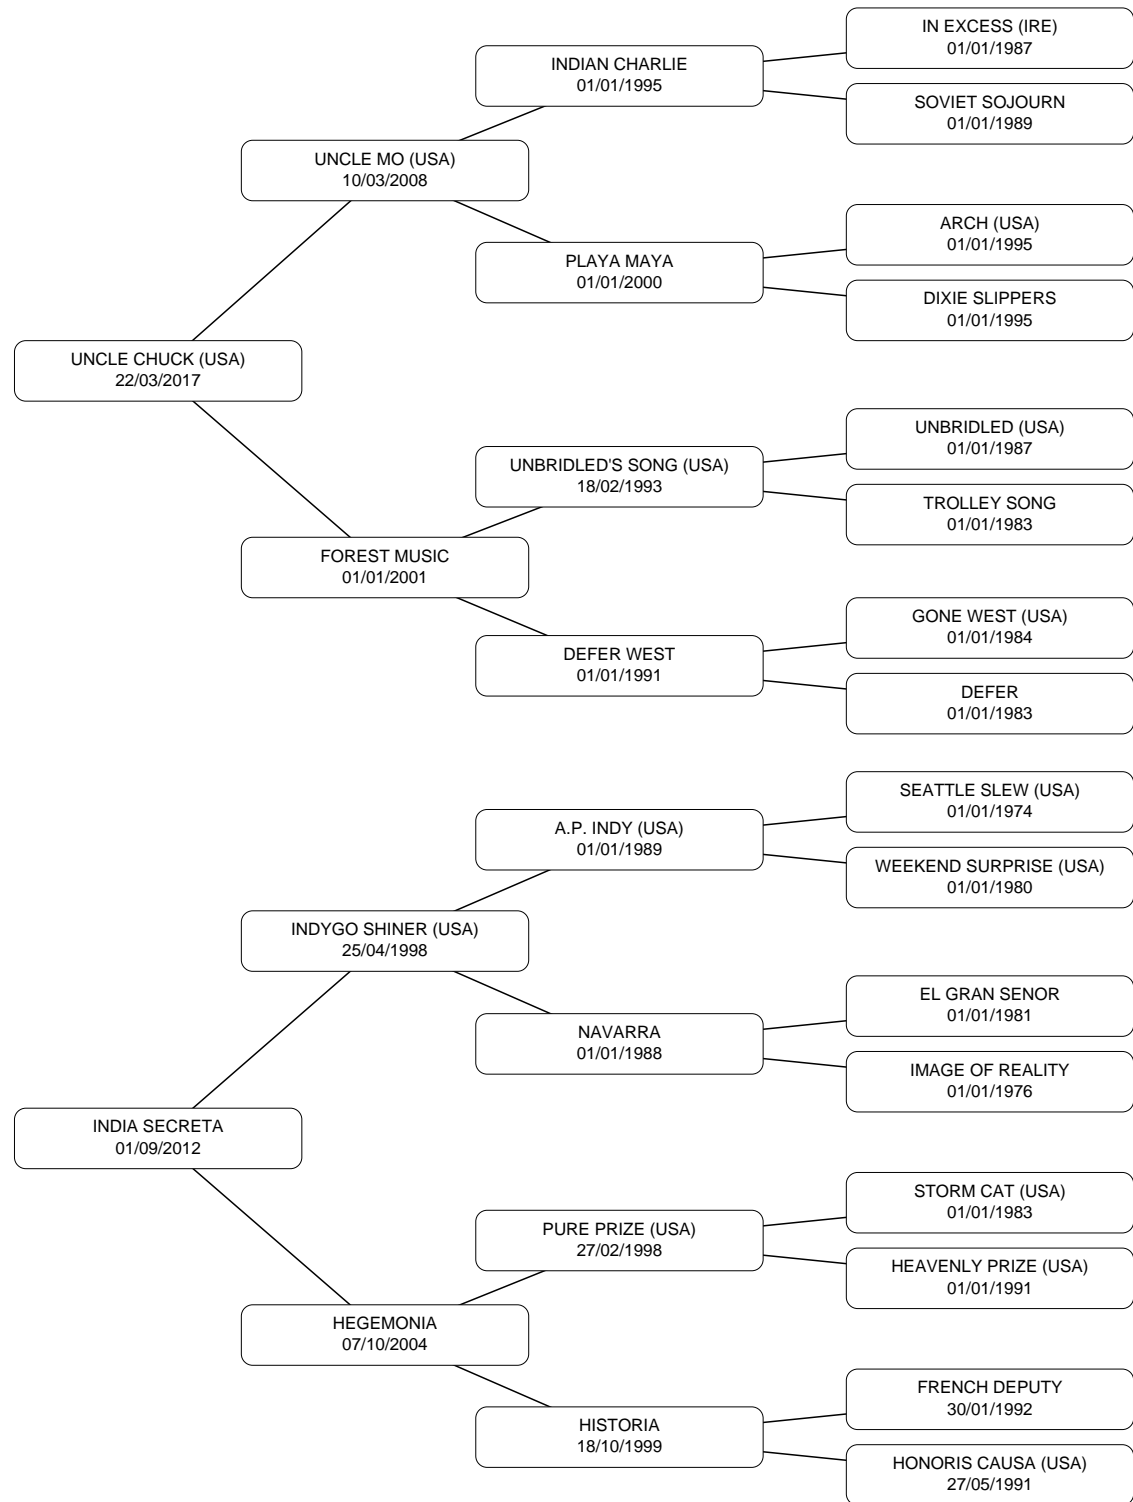 IN EXCESS (IRE)
01/01/1987
INDIAN CHARLIE
01/01/1995
SOVIET SOJOURN
01/01/1989
UNCLE MO (USA)
10/03/2008
ARCH (USA)
01/01/1995
PLAYA MAYA
01/01/2000
DIXIE SLIPPERS
01/01/1995
UNCLE CHUCK (USA)
22/03/2017
UNBRIDLED (USA)
01/01/1987
UNBRIDLED'S SONG (USA)
18/02/1993
TROLLEY SONG
01/01/1983
FOREST MUSIC
01/01/2001
GONE WEST (USA)
01/01/1984
DEFER WEST
01/01/1991
DEFER
01/01/1983
SEATTLE SLEW (USA)
01/01/1974
A.P. INDY (USA)
01/01/1989
WEEKEND SURPRISE (USA)
01/01/1980
INDYGO SHINER (USA)
25/04/1998
EL GRAN SENOR
01/01/1981
NAVARRA
01/01/1988
IMAGE OF REALITY
01/01/1976
INDIA SECRETA
01/09/2012
STORM CAT (USA)
01/01/1983
PURE PRIZE (USA)
27/02/1998
HEAVENLY PRIZE (USA)
01/01/1991
HEGEMONIA
07/10/2004
FRENCH DEPUTY
30/01/1992
HISTORIA
18/10/1999
HONORIS CAUSA (USA)
27/05/1991